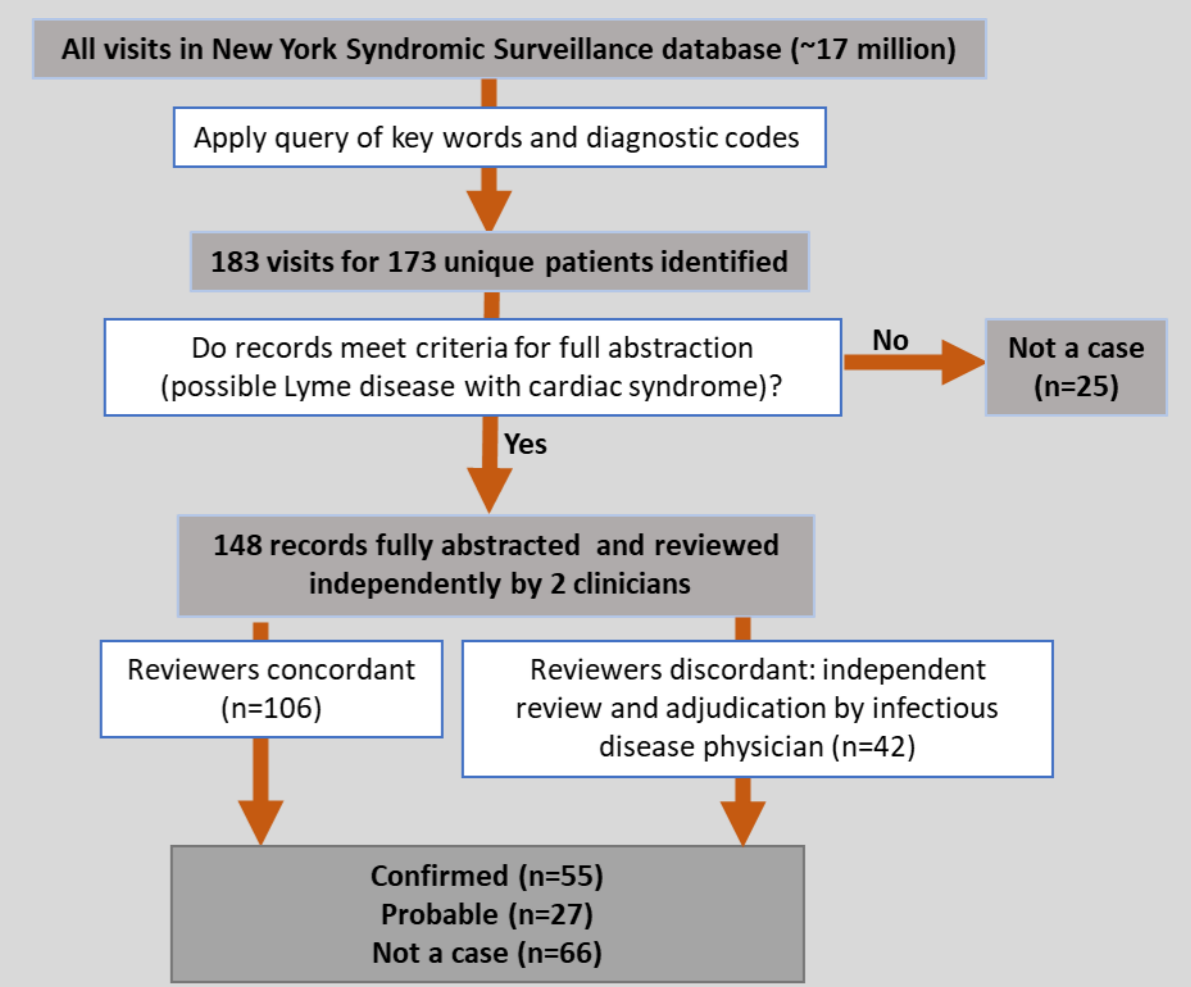 All visits in New York Syndromic Surveillance database (~17 million)
Apply query of key words and diagnostic codes
183 visits for 173 unique patients identified
Do records meet criteria for full abstraction
(possible Lyme disease with cardiac syndrome)?
No
Not a case
(n=25)
Yes
148 records fully abstracted and reviewed
independently by 2 clinicians
Reviewers concordant
(n=106)
Reviewers discordant: independent
review and adjudication by infectious
disease physician (n=42)
Confirmed (n=55)
Probable (n=27)
Not a case (n=66)